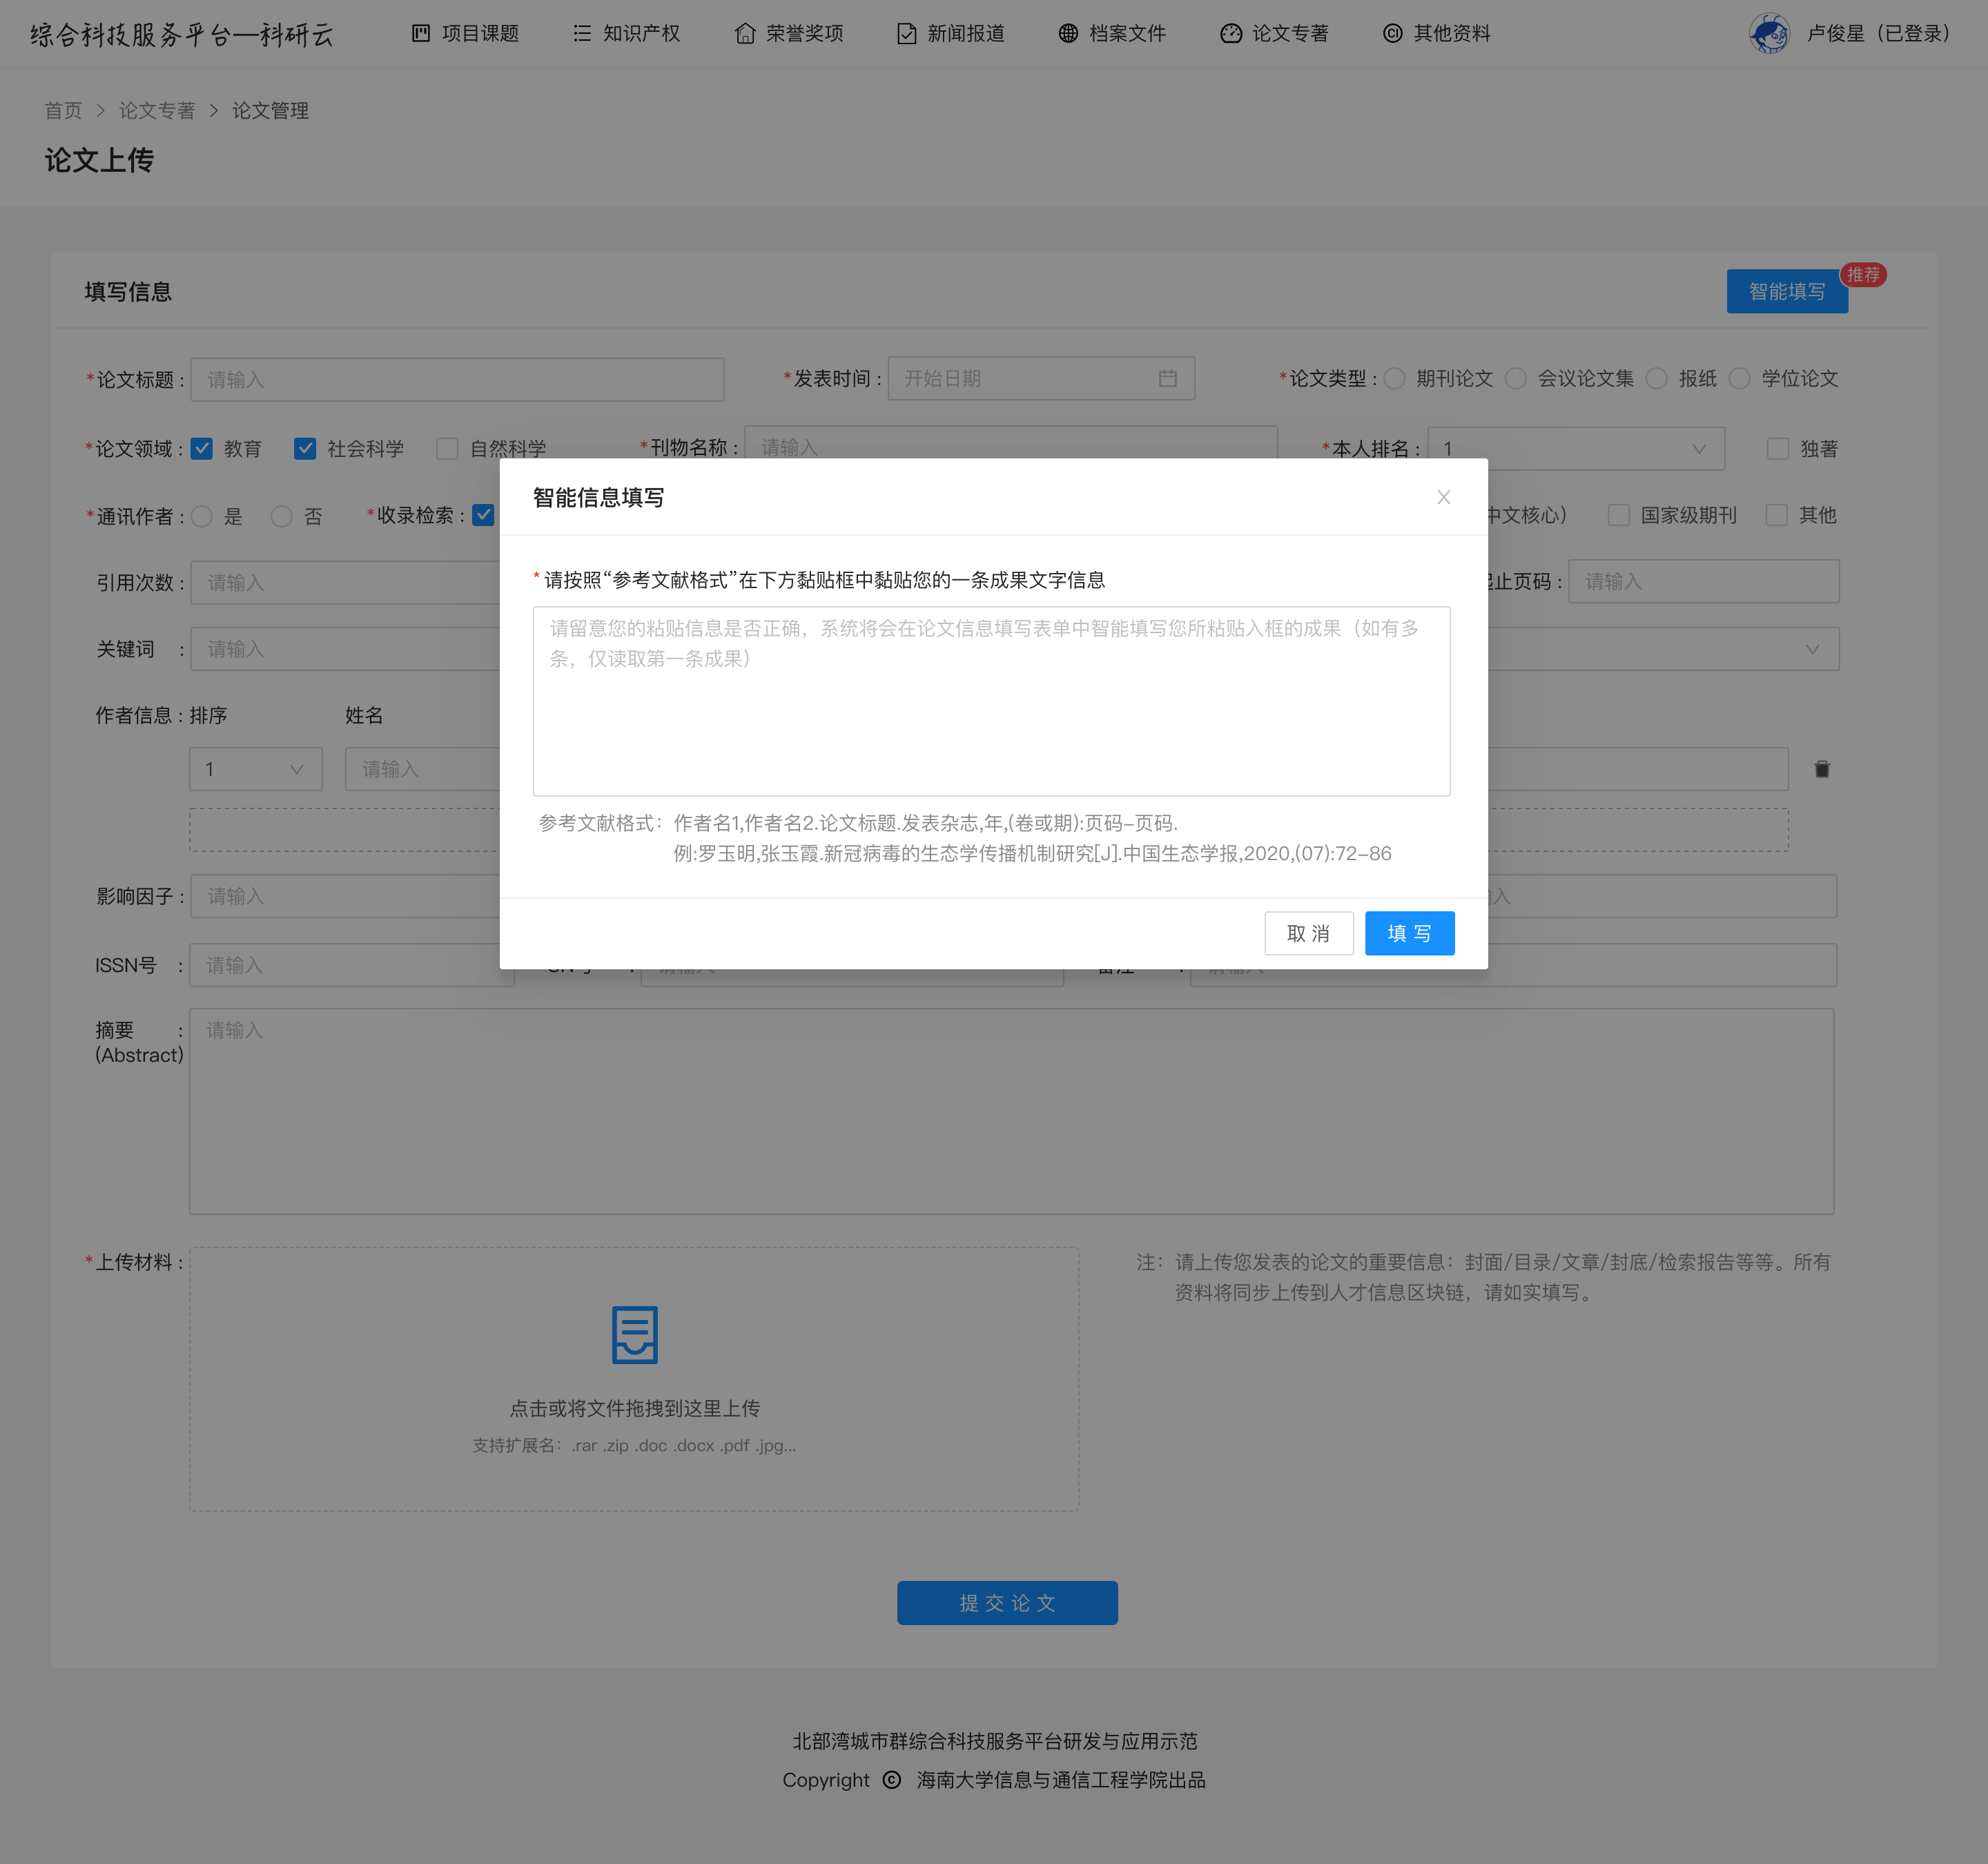 综合科技服务平台—科研云 项目课题 知识产权 荣誉奖项 新闻报道 档案文件 论文专著 其他资料 卢俊星（已登录）
首页 > 论文专著 > 论文管理
论文上传
填写信息 智能填写 推荐
*论文标题 : 请输入 *发表时间 : 开始日期 *论文类型 : 期刊论文 会议论文集 报纸 学位论文
*论文领域 : 教育 社会科学 自然科学 *刊物名称 : 请输入 *本人排名 : 1 独著
*通讯作者 : 是 否 *收录检索 : 中文核心） 国家级期刊 其他
引用次数 : 请输入 起止页码 : 请输入
关键词 : 请输入
作者信息 : 排序 姓名
1 请输入
影响因子 : 请输入 入
ISSN号 : 请输入
摘要 : 请输入
(Abstract)
智能信息填写
* 请按照“参考文献格式”在下方黏贴框中黏贴您的一条成果文字信息
请留意您的粘贴信息是否正确，系统将会在论文信息填写表单中智能填写您所粘贴入框的成果（如有多
条，仅读取第一条成果）
参考文献格式： 作者名1,作者名2.论文标题.发表杂志,年,(卷或期):页码-页码.
例:罗玉明,张玉霞.新冠病毒的生态学传播机制研究[J].中国生态学报,2020,(07):72-86
取 消 填 写
*上传材料 :
点击或将文件拖拽到这里上传
支持扩展名：.rar .zip .doc .docx .pdf .jpg...
注：请上传您发表的论文的重要信息：封面/目录/文章/封底/检索报告等等。所有
资料将同步上传到人才信息区块链，请如实填写。
提 交 论 文
北部湾城市群综合科技服务平台研发与应用示范
Copyright © 海南大学信息与通信工程学院出品